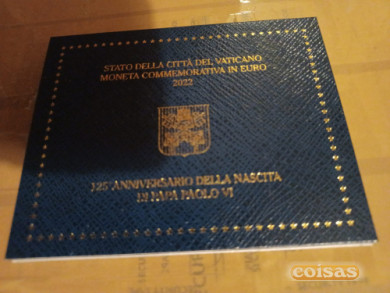 STATO DELLA CITTÀ DEL VATICANO
MONETA COMMEMORATIVA IN EURO
2022
125° ANNIVERSARIO DELLA NASCITA
DI PAPA PAOLO VI
coisas